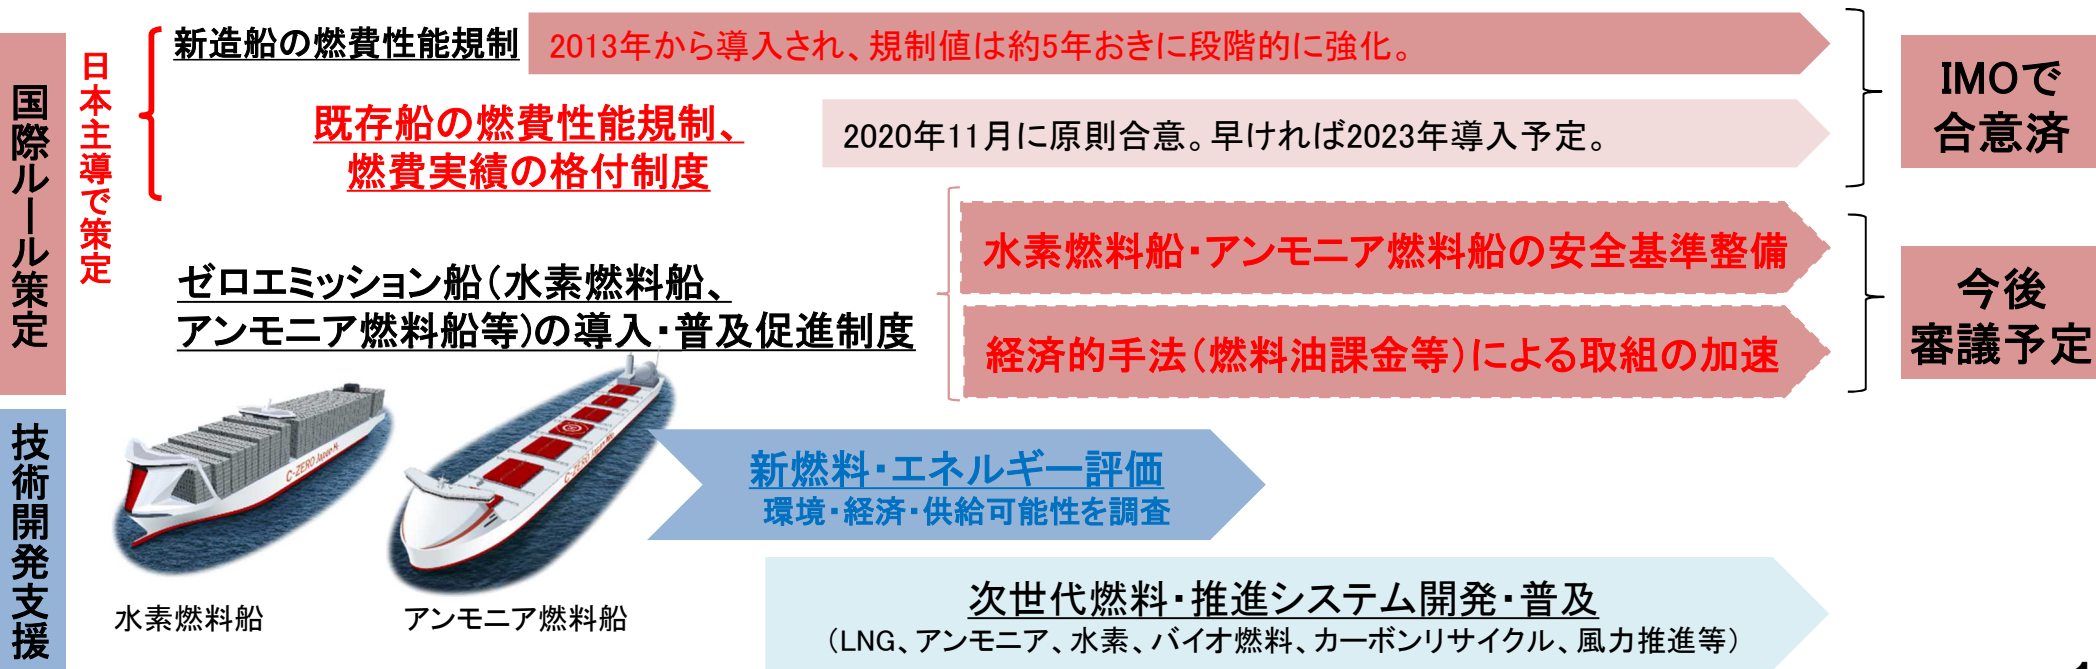 国際ルール策定
日本主導で策定
新造船の燃費性能規制
2013年から導入され、規制値は約5年おきに段階的に強化。
既存船の燃費性能規制、
燃費実績の格付制度
2020年11月に原則合意。早ければ2023年導入予定。
IMOで
合意済
ゼロエミッション船(水素燃料船、
アンモニア燃料船等)の導入・普及促進制度
水素燃料船・アンモニア燃料船の安全基準整備
経済的手法(燃料油課金等)による取組の加速
今後
審議予定
技術開発支援
C-ZERO Japan
C-ZERO Japan
水素燃料船
アンモニア燃料船
新燃料・エネルギー評価
環境・経済・供給可能性を調査
次世代燃料・推進システム開発・普及
(LNG、アンモニア、水素、バイオ燃料、カーボンリサイクル、風力推進等)